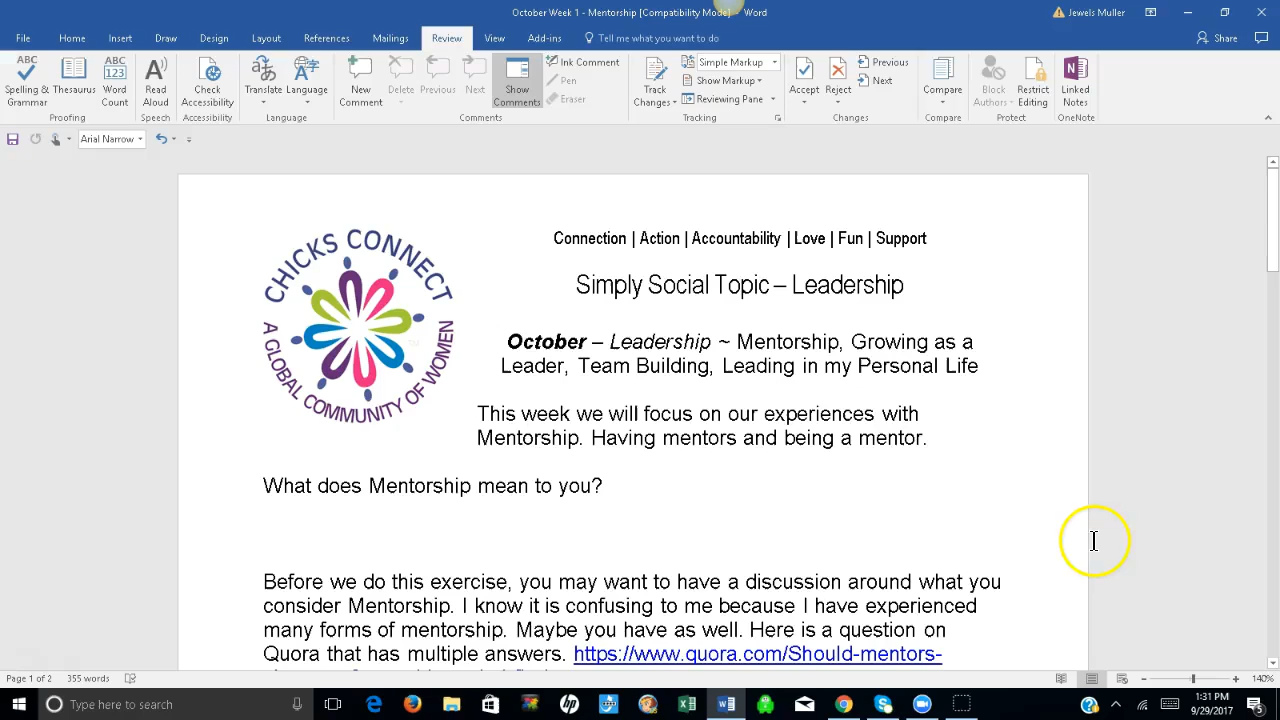 October Week 1 - Mentorship [Compatibility Mode] - Word
Jewels Muller
File Home Insert Draw Design Layout References Mailings Review View Add-ins Tell me what you want to do
Share
ABC
Spelling & Grammar
Thesaurus
ABC 123
Word Count
Read Aloud
Check Accessibility
Translate
Language
New Comment
Delete
Previous
Next
Show Comments
Ink Comment
Pen
Eraser
Track Changes
Simple Markup
Show Markup
Reviewing Pane
Accept
Reject
Previous
Next
Compare
Block Authors
Restrict Editing
Linked Notes
Proofing Speech Accessibility Language Comments Tracking Changes Compare Protect OneNote
Arial Narrow
CHICKS CONNECT
A GLOBAL COMMUNITY OF WOMEN
Connection | Action | Accountability | Love | Fun | Support
Simply Social Topic – Leadership
October – Leadership ~ Mentorship, Growing as a
Leader, Team Building, Leading in my Personal Life
This week we will focus on our experiences with
Mentorship. Having mentors and being a mentor.
What does Mentorship mean to you?
Before we do this exercise, you may want to have a discussion around what you
consider Mentorship. I know it is confusing to me because I have experienced
many forms of mentorship. Maybe you have as well. Here is a question on
Quora that has multiple answers. https://www.quora.com/Should-mentors-
Page 1 of 2 355 words
140%
Type here to search
1:31 PM
9/29/2017